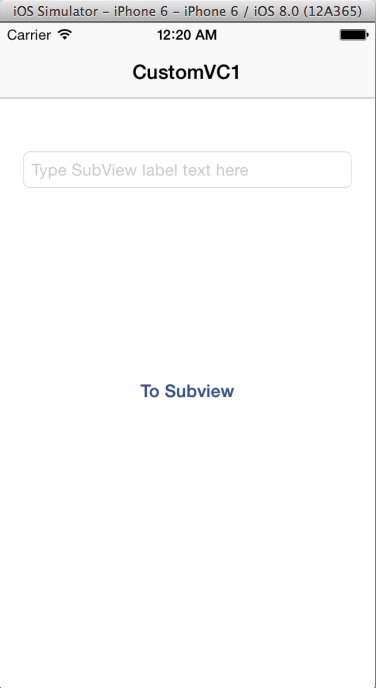 iOS Simulator - iPhone 6 - iPhone 6 / iOS 8.0 (12A365)
Carrier 12:20 AM
CustomVC1
Type SubView label text here
To Subview